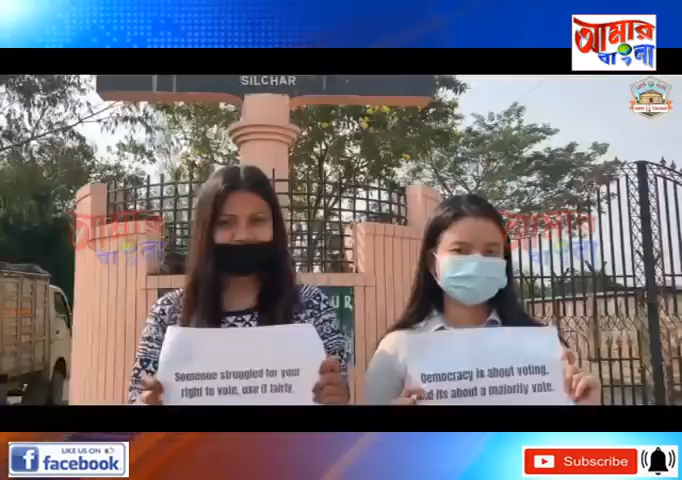 আমার
বাংলা
SILCHAR
আমার
বাংলা
Someone struggled for your
right to vote, use it fairly.
Democracy is about voting,
and its about a majority vote.
LIKE US ON
facebook
Subscribe